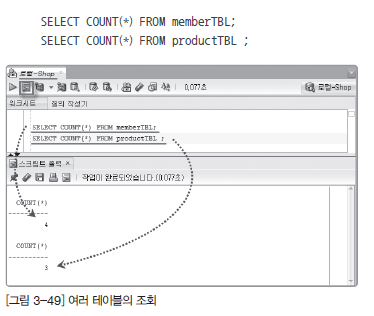 SELECT COUNT(*) FROM memberTBL;
SELECT COUNT(*) FROM productTBL ;
로컬-Shop ×
0,077초
로컬-Shop
워크시트 질의 작성기
SELECT COUNT(*) FROM memberTBL;
SELECT COUNT(*) FROM productTBL ;
스크립트 출력 ×
작업이 완료되었습니다.(0,077초)
COUNT(*)
----------
4
COUNT(*)
----------
3
[그림 3-49] 여러 테이블의 조회